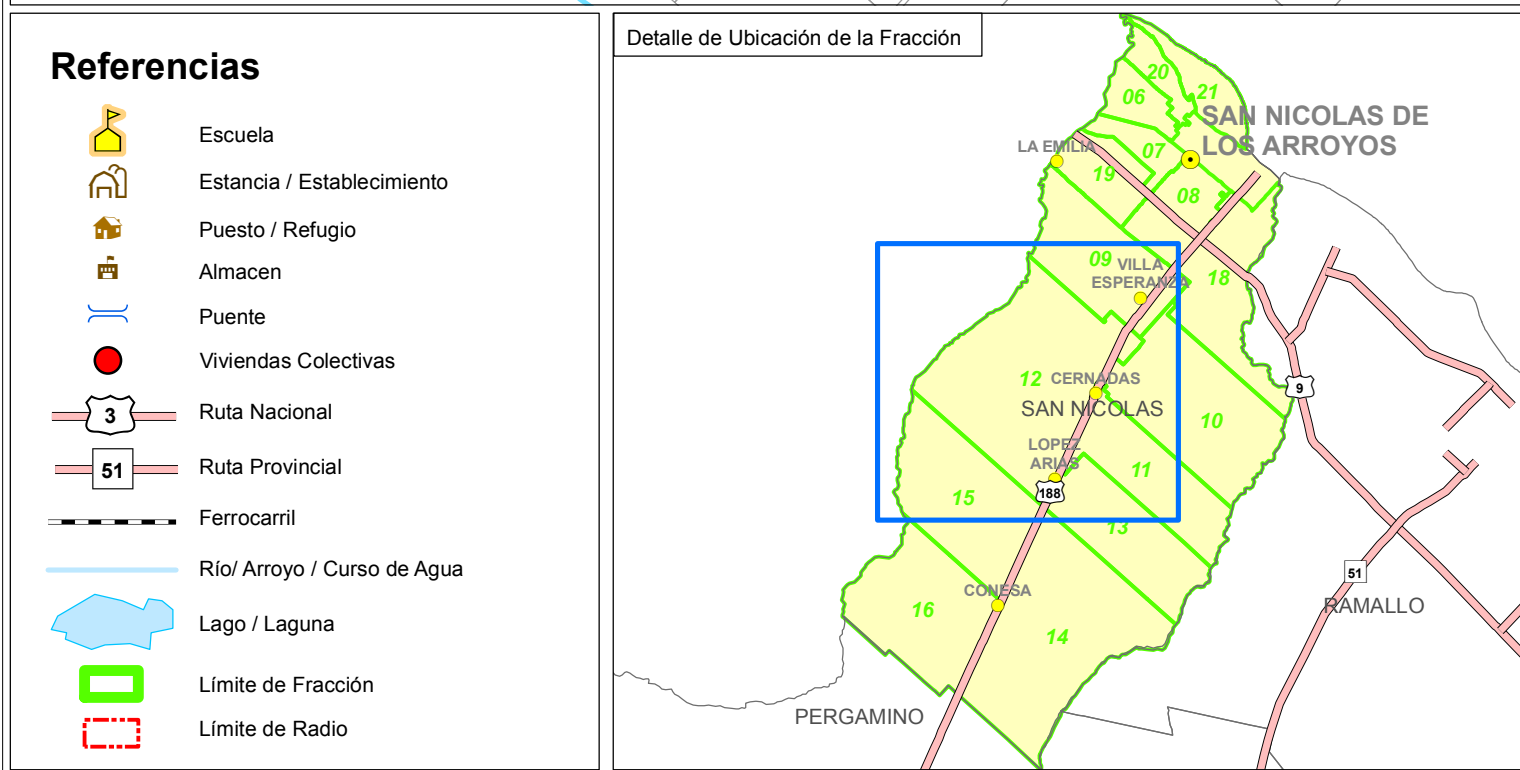 Referencias
Escuela
Estancia / Establecimiento
Puesto / Refugio
Almacen
Puente
Viviendas Colectivas
3
Ruta Nacional
51
Ruta Provincial
Ferrocarril
Río/ Arroyo / Curso de Agua
Lago / Laguna
Límite de Fracción
Límite de Radio
Detalle de Ubicación de la Fracción
20
06
21
SAN NICOLAS DE
LOS ARROYOS
LA EMILIA
07
19
08
09
VILLA
ESPERANZA
18
12
CERNADAS
SAN NICOLAS
9
10
LOPEZ
ARIAS
11
188
15
13
51
CONESA
16
RAMALLO
14
PERGAMINO